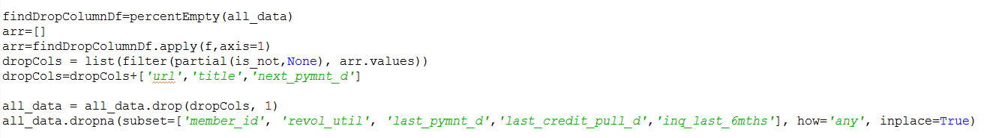 findDropColumnDf=percentEmpty(all_data)
arr=[]
arr=findDropColumnDf.apply(f,axis=1)
dropCols = list(filter(partial(is_not,None), arr.values))
dropCols=dropCols+['url','title','next_pymnt_d']
all_data = all_data.drop(dropCols, 1)
all_data.dropna(subset=['member_id', 'revol_util', 'last_pymnt_d','last_credit_pull_d','inq_last_6mths'], how='any', inplace=True)